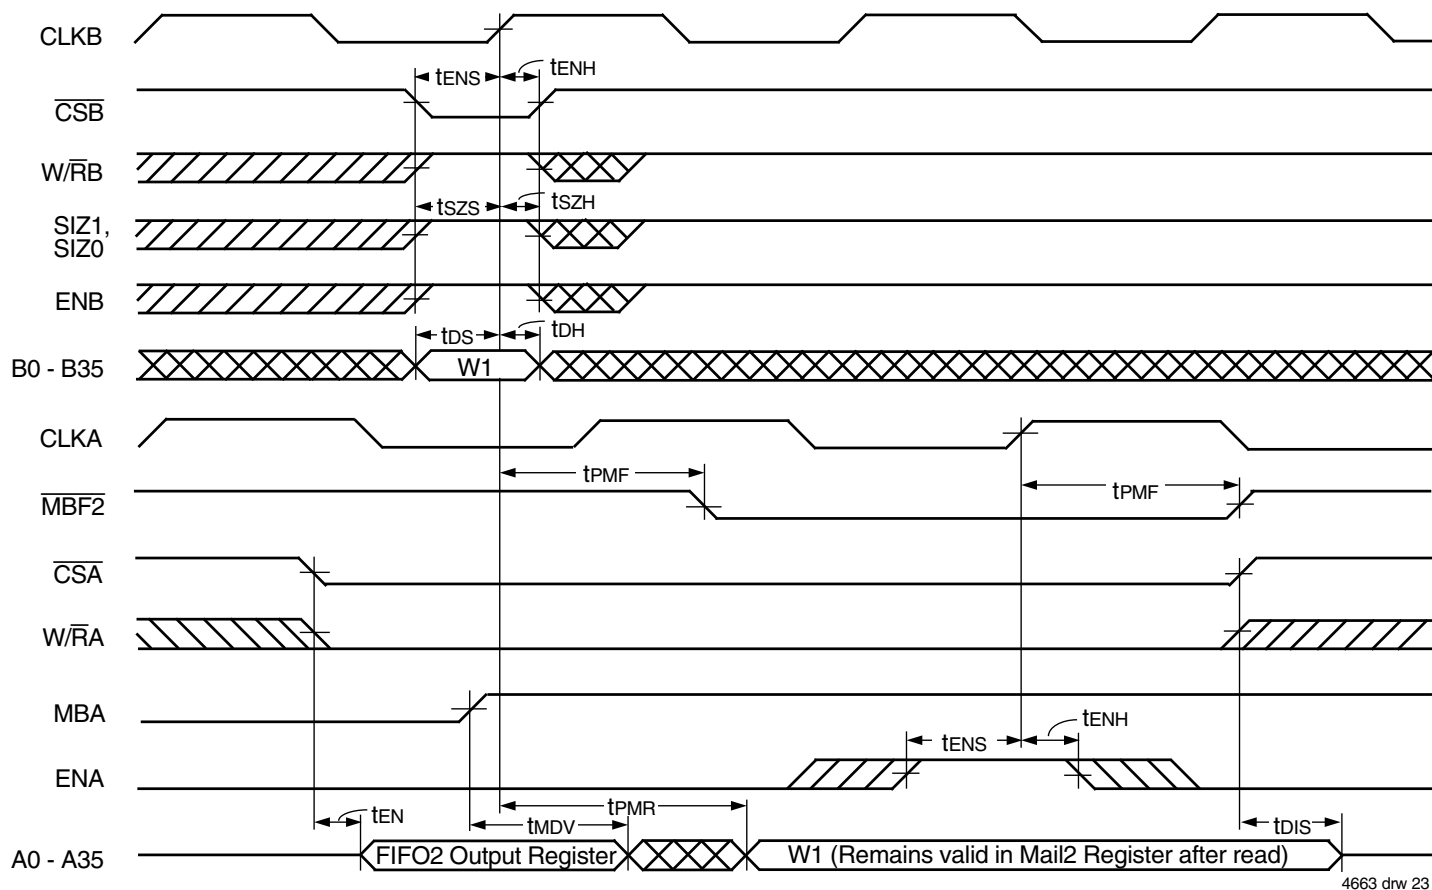 CLKB
tENS
tENH
CSB
W/RB
tSZS
tSZH
SIZ1,
SIZ0
ENB
tDS
tDH
B0 - B35
W1
CLKA
tPMF
tPMF
MBF2
CSA
W/RA
MBA
tENS
tENH
ENA
tEN
tPMR
tMDV
tDIS
A0 - A35
FIFO2 Output Register
W1 (Remains valid in Mail2 Register after read)
4663 drw 23